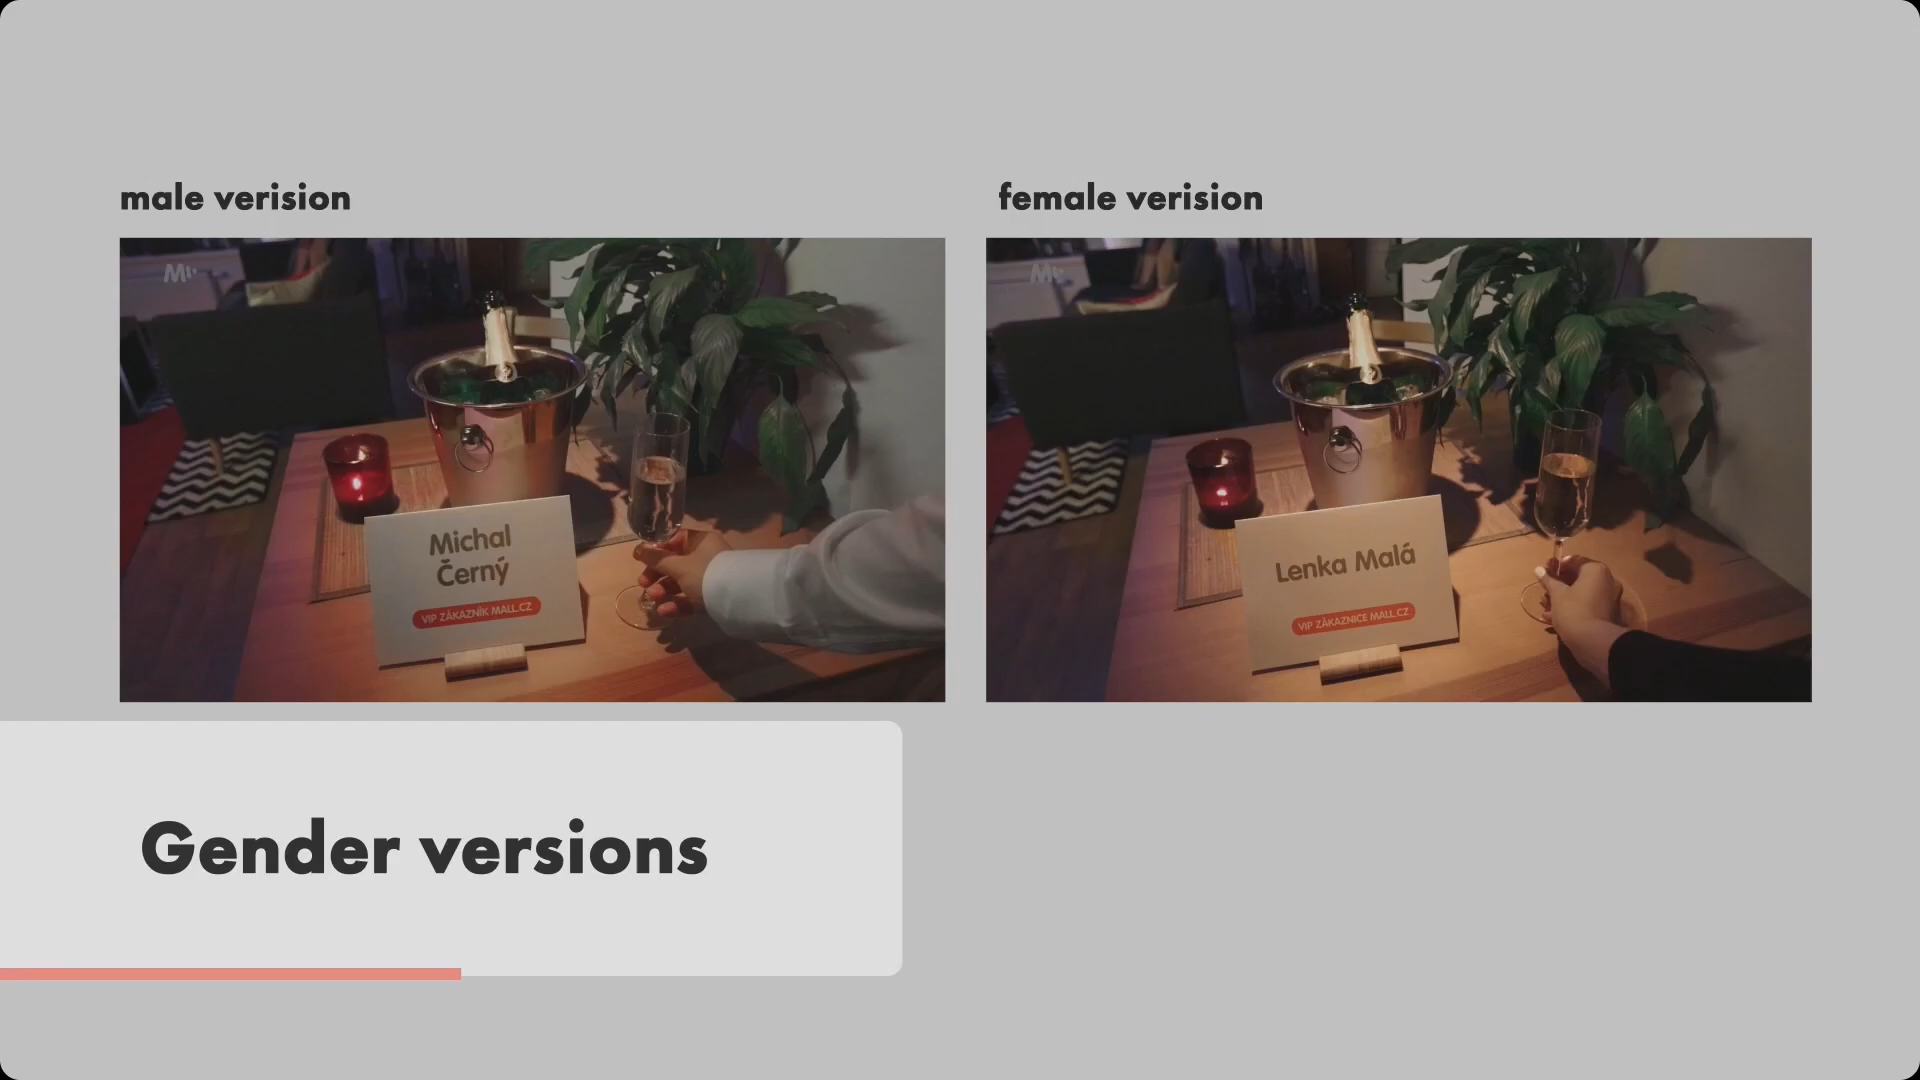 male verision
female verision
Michal
Černý
VIP ZÁKAZNÍK MALL.CZ
Lenka Malá
VIP ZÁKAZNICE MALL.CZ
Gender versions